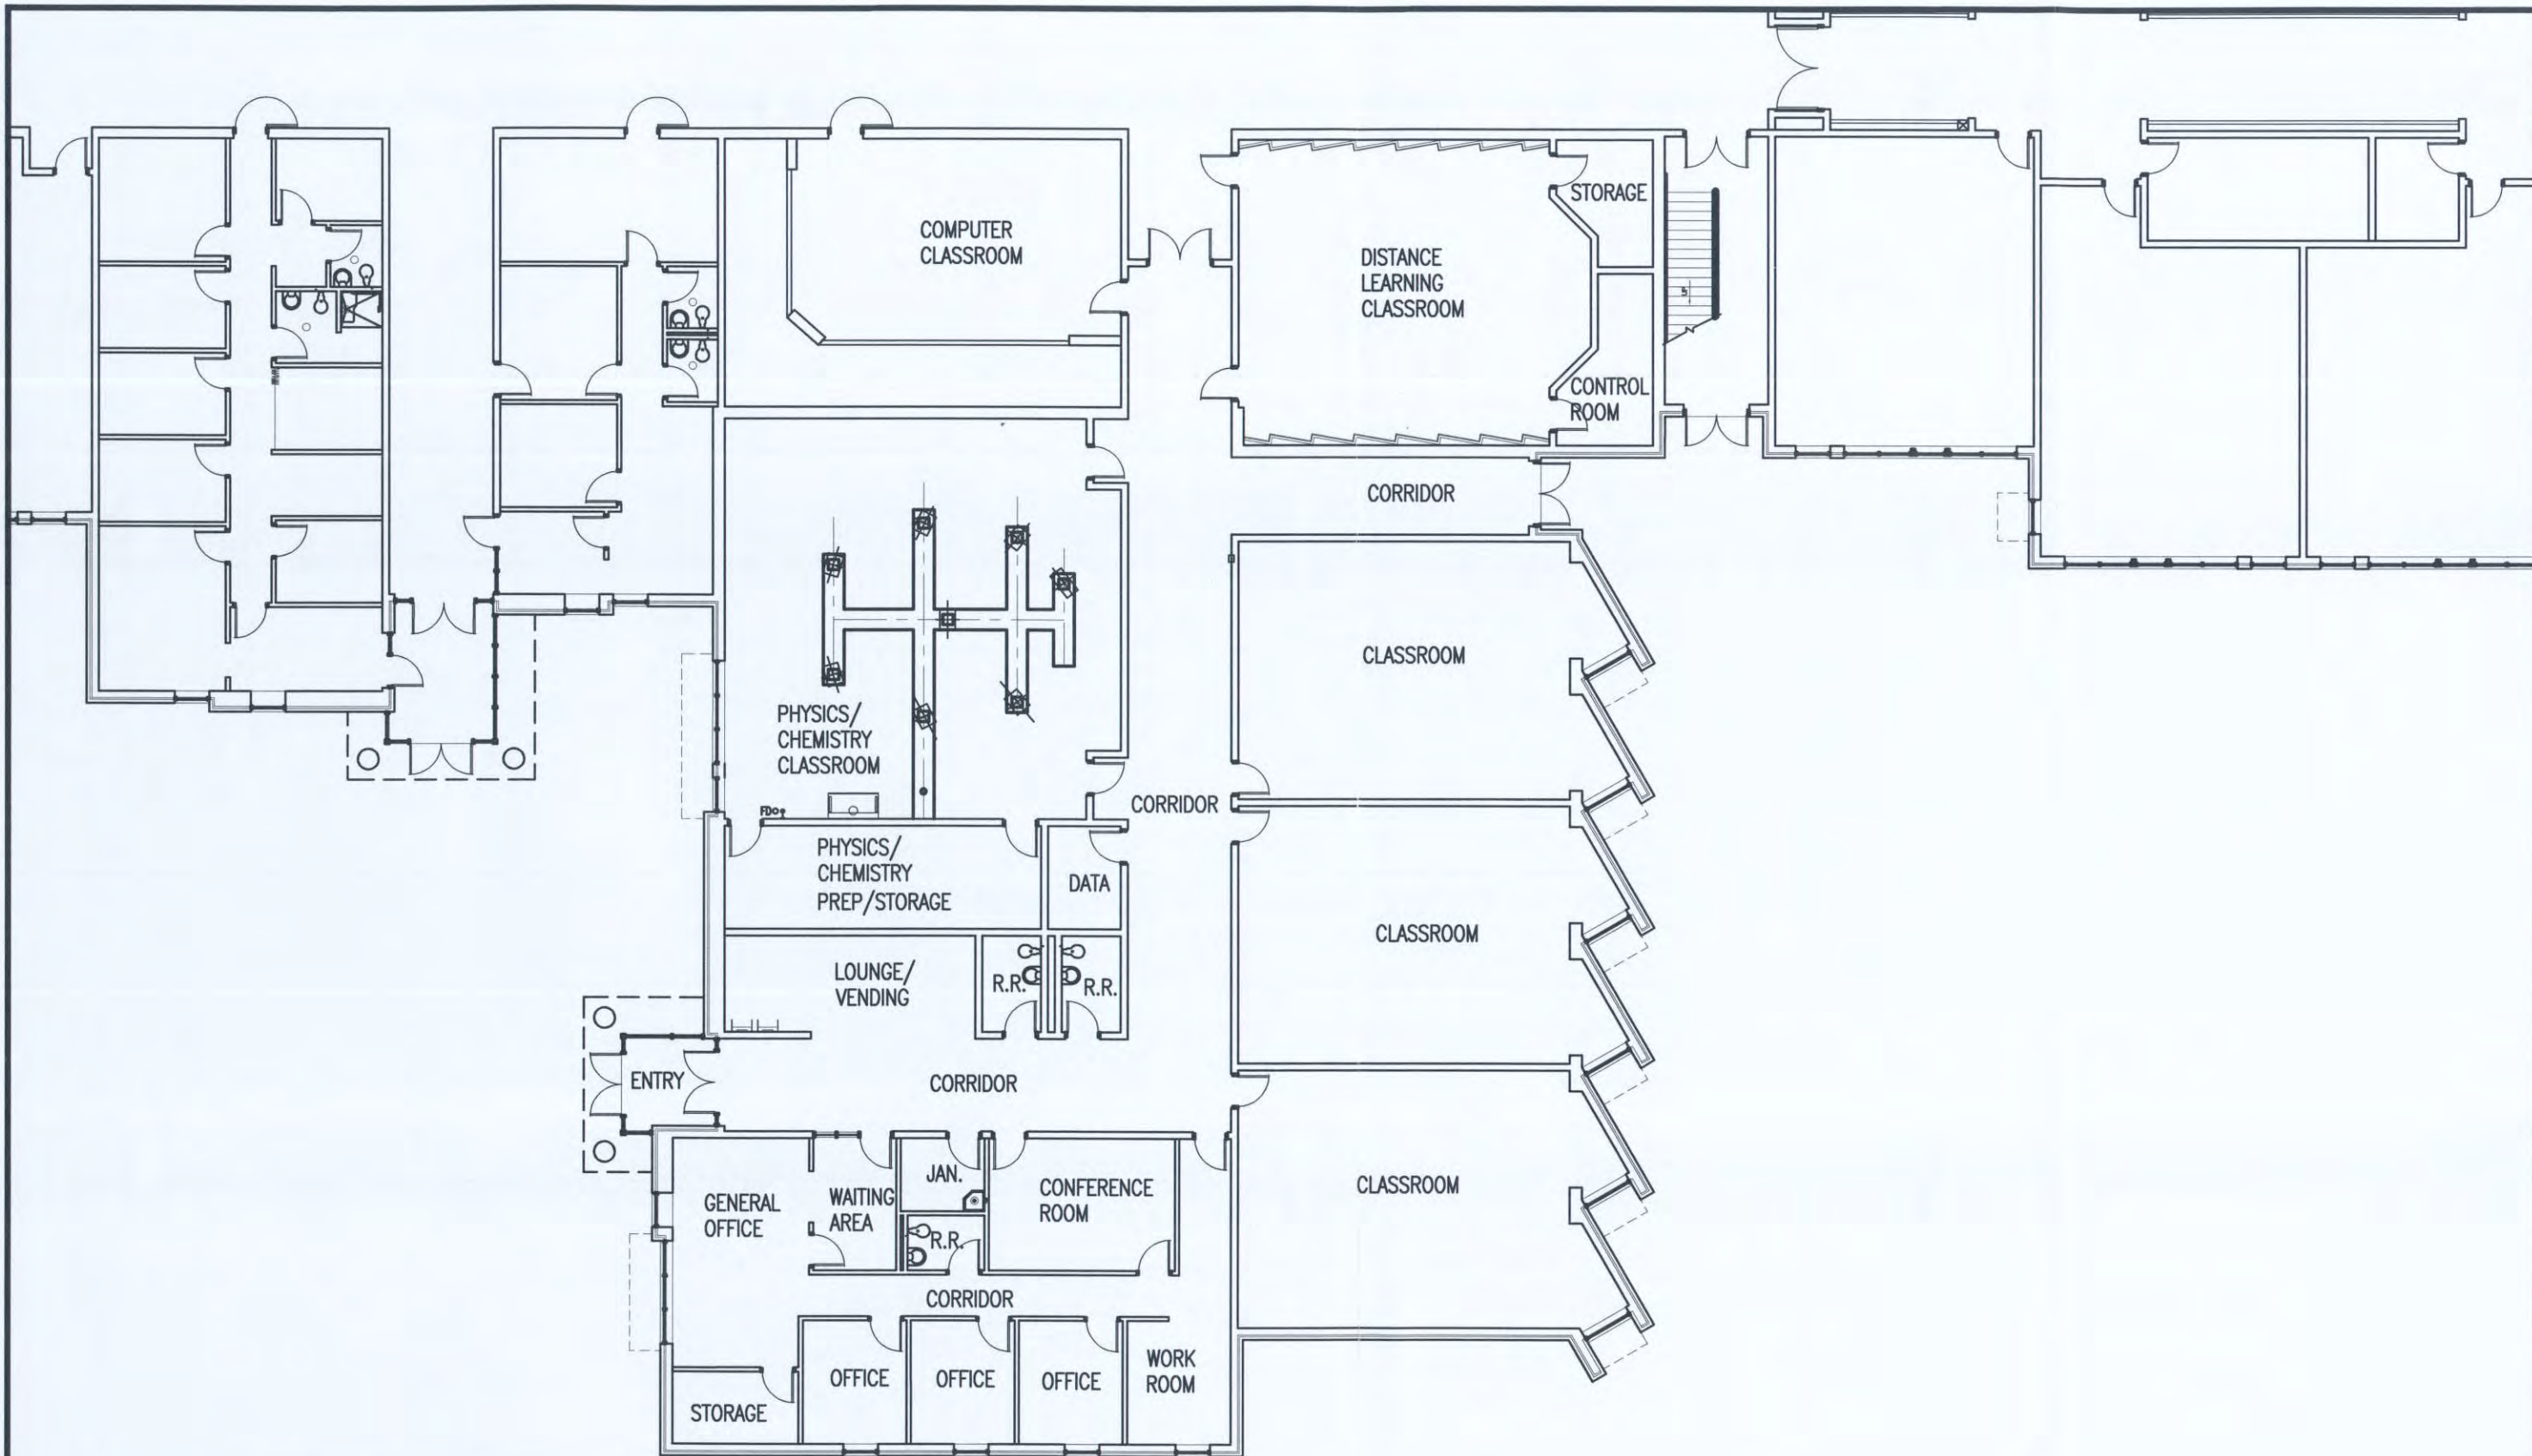 COMPUTER
CLASSROOM
STORAGE
DISTANCE
LEARNING
CLASSROOM
UP
CONTROL
ROOM
CORRIDOR
CLASSROOM
PHYSICS/
CHEMISTRY
CLASSROOM
FD
CORRIDOR
PHYSICS/
CHEMISTRY
PREP/STORAGE
DATA
CLASSROOM
LOUNGE/
VENDING
R.R.
R.R.
ENTRY
CORRIDOR
JAN.
GENERAL
OFFICE
WAITING
AREA
CONFERENCE
ROOM
CLASSROOM
R.R.
CORRIDOR
OFFICE
OFFICE
OFFICE
WORK
ROOM
STORAGE